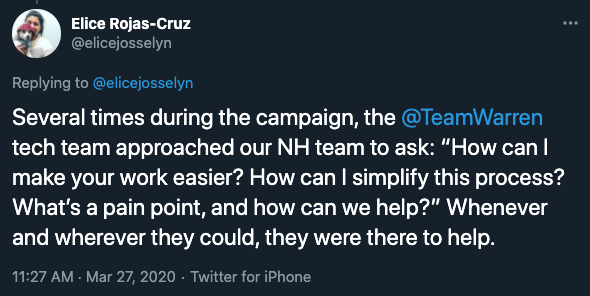 Elice Rojas-Cruz
@elicejosselyn
Replying to @elicejosselyn
Several times during the campaign, the @TeamWarren
tech team approached our NH team to ask: “How can I
make your work easier? How can I simplify this process?
What’s a pain point, and how can we help?” Whenever
and wherever they could, they were there to help.
11:27 AM · Mar 27, 2020 · Twitter for iPhone